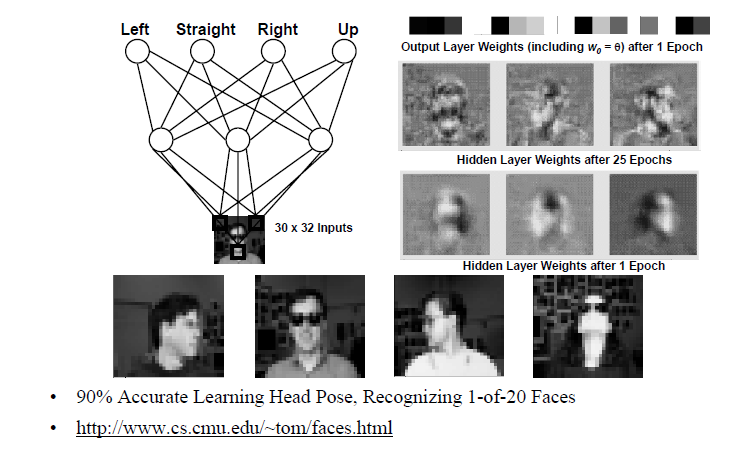 Left Straight Right Up
Output Layer Weights (including w₀ = θ) after 1 Epoch
Hidden Layer Weights after 25 Epochs
30 x 32 Inputs
Hidden Layer Weights after 1 Epoch
• 90% Accurate Learning Head Pose, Recognizing 1-of-20 Faces
• http://www.cs.cmu.edu/~tom/faces.html